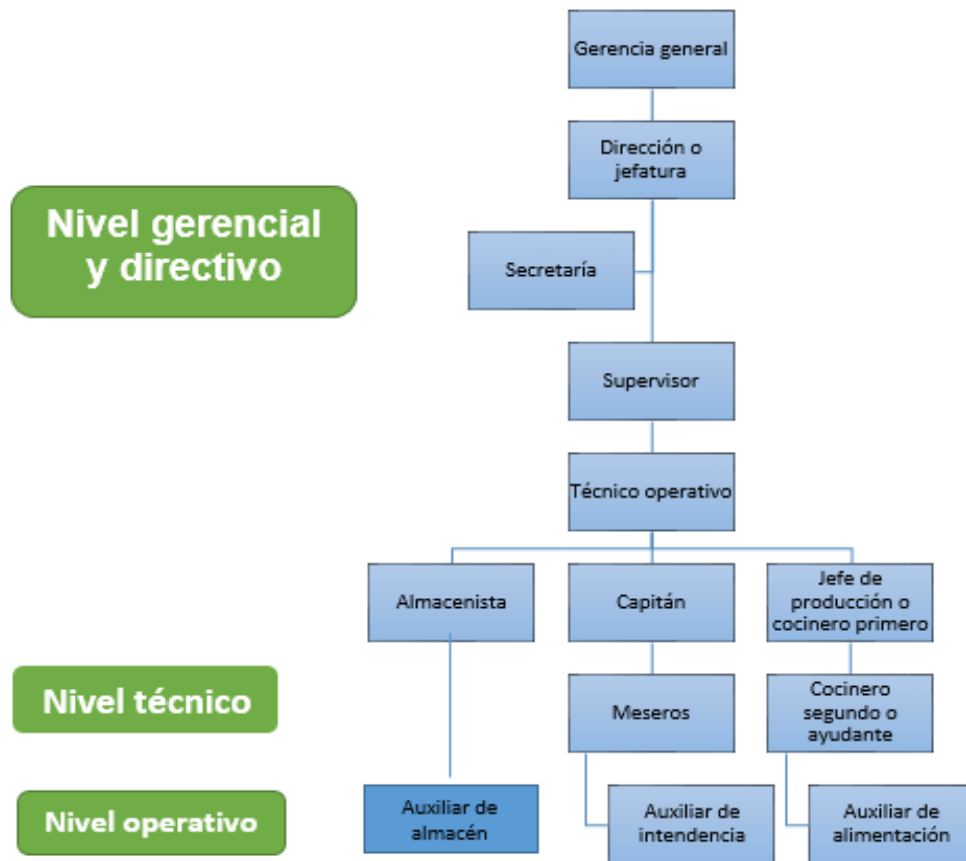 Gerencia general
Dirección o
jefatura
Nivel gerencial
y directivo
Secretaría
Supervisor
Técnico operativo
Almacenista
Capitán
Jefe de
producción o
cocinero primero
Nivel técnico
Meseros
Cocinero
segundo o
ayudante
Nivel operativo
Auxiliar de
almacén
Auxiliar de
intendencia
Auxiliar de
alimentación